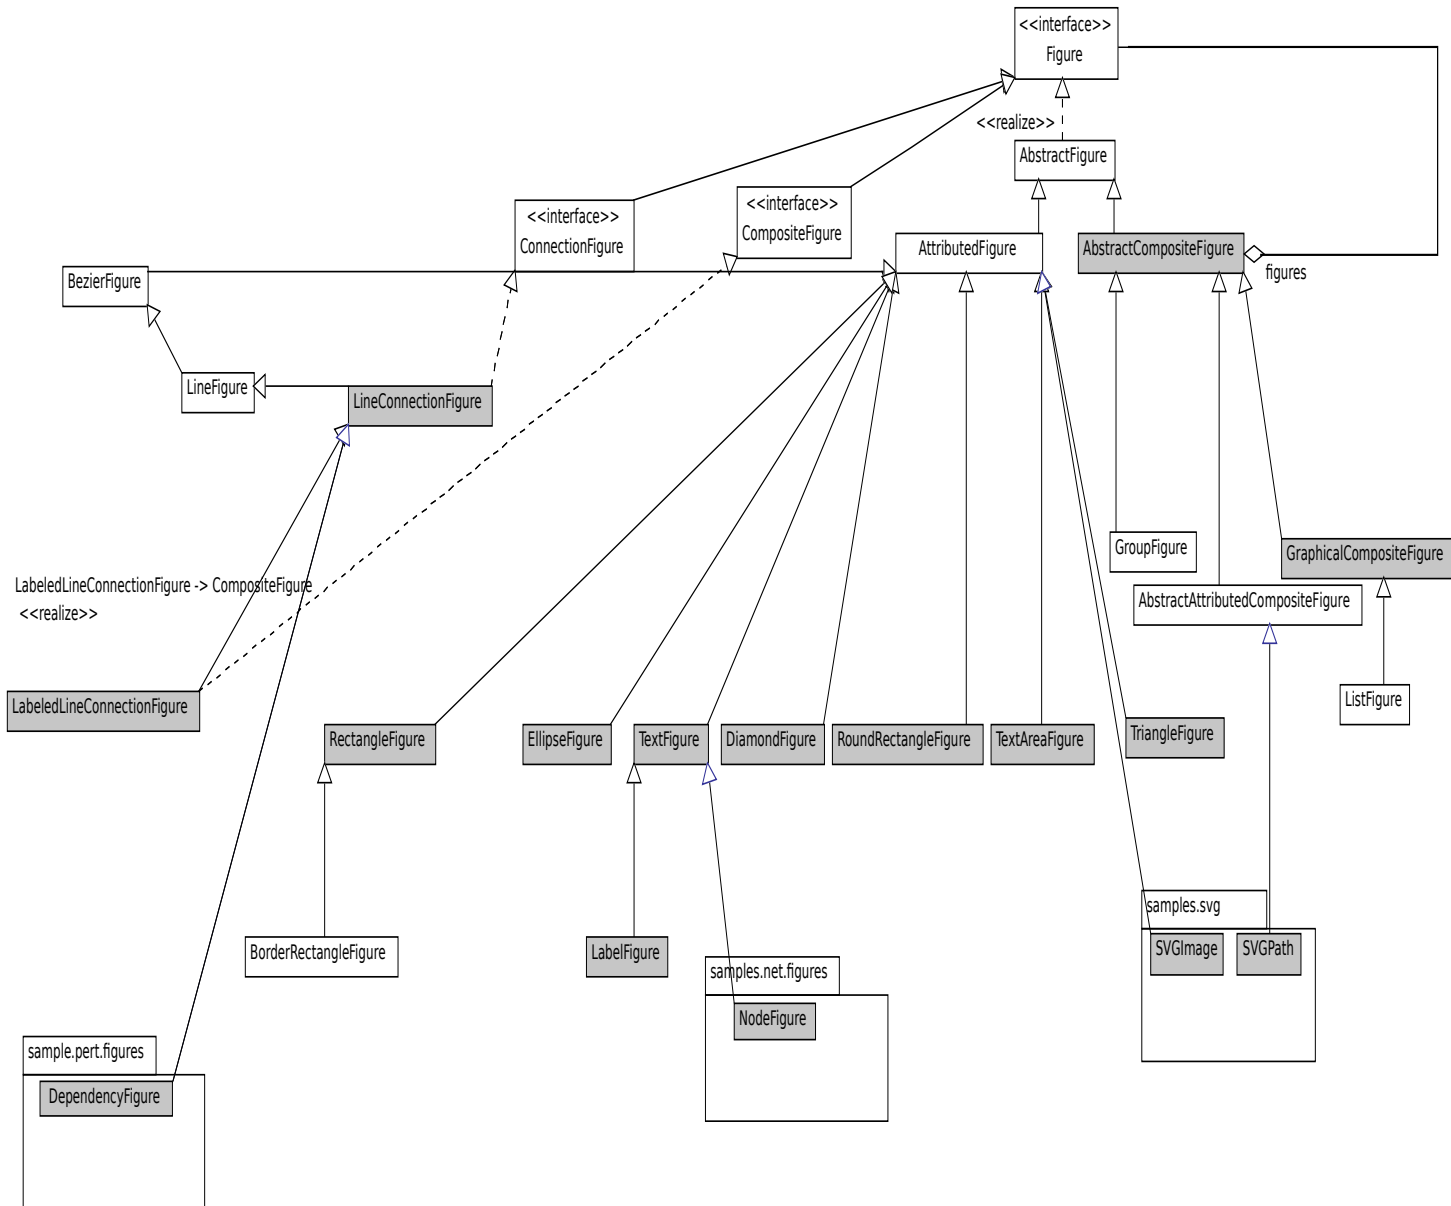 <<interface>>
Figure
<<realize>>
AbstractFigure
<<interface>>
CompositeFigure
<<interface>>
ConnectionFigure
AttributedFigure
AbstractCompositeFigure
figures
BezierFigure
LineFigure
LineConnectionFigure
GroupFigure
GraphicalCompositeFigure
LabeledLineConnectionFigure -> CompositeFigure
<<realize>>
AbstractAttributedCompositeFigure
ListFigure
LabeledLineConnectionFigure
RectangleFigure
EllipseFigure
TextFigure
DiamondFigure
RoundRectangleFigure
TextAreaFigure
TriangleFigure
samples.svg
SVGImage
SVGPath
BorderRectangleFigure
LabelFigure
samples.net.figures
NodeFigure
sample.pert.figures
DependencyFigure